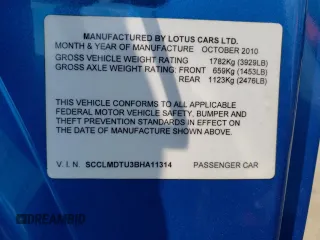 MANUFACTURED BY LOTUS CARS LTD.
MONTH & YEAR OF MANUFACTURE OCTOBER 2010
GROSS VEHICLE WEIGHT RATING 1782Kg (3929LB)
GROSS AXLE WEIGHT RATING: FRONT 659Kg (1453LB)
REAR 1123Kg (2476LB)
THIS VEHICLE CONFORMS TO ALL APPLICABLE
FEDERAL MOTOR VEHICLE SAFETY, BUMPER AND
THEFT PREVENTION STANDARDS IN EFFECT ON THE
DATE OF MANUFACTURE SHOWN ABOVE.
V.I.N. SCCLMDTU3BHA11314 PASSENGER CAR
DREAMBID